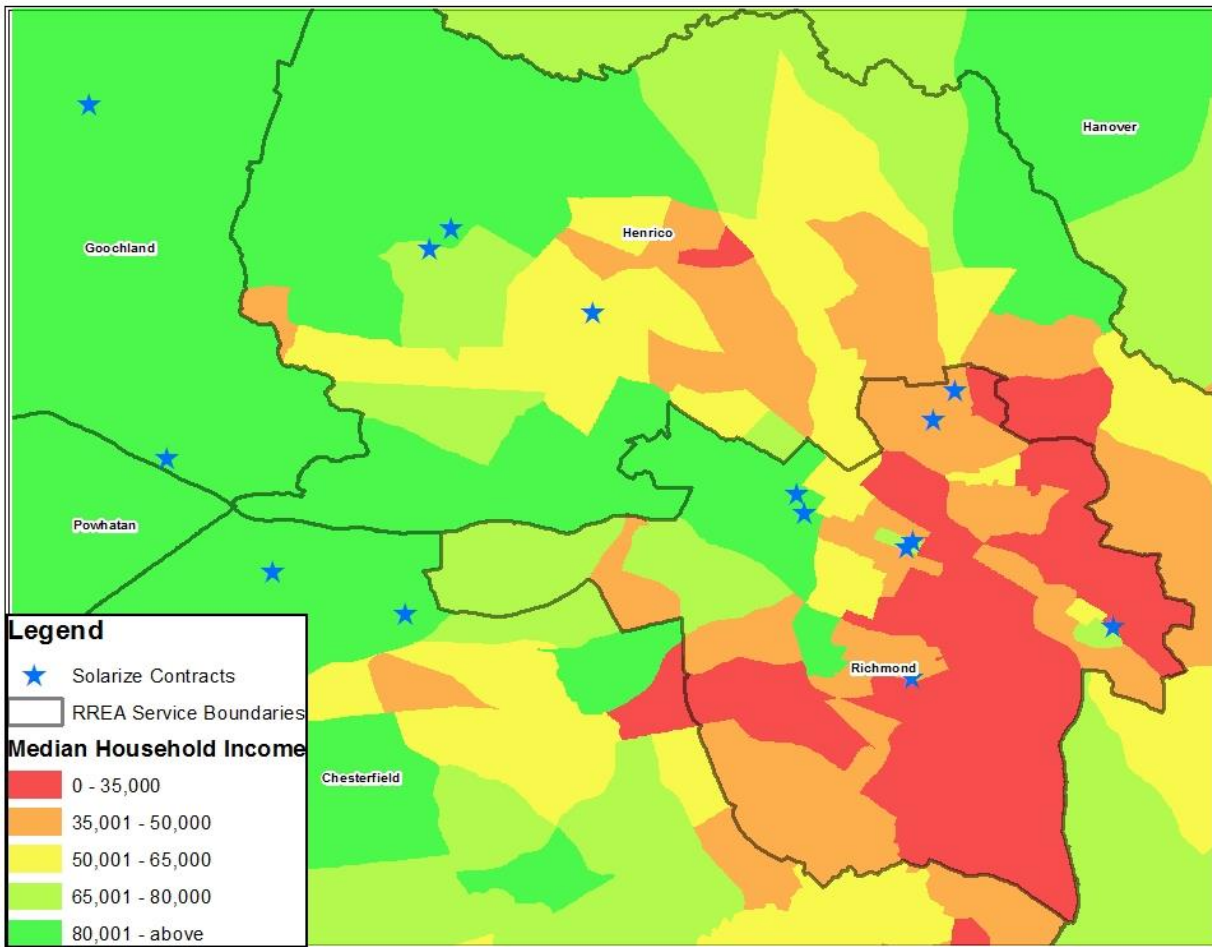 Hanover
Goochland
Henrico
Powhatan
Richmond
Chesterfield
Legend
Solarize Contracts
RREA Service Boundaries
Median Household Income
0 - 35,000
35,001 - 50,000
50,001 - 65,000
65,001 - 80,000
80,001 - above